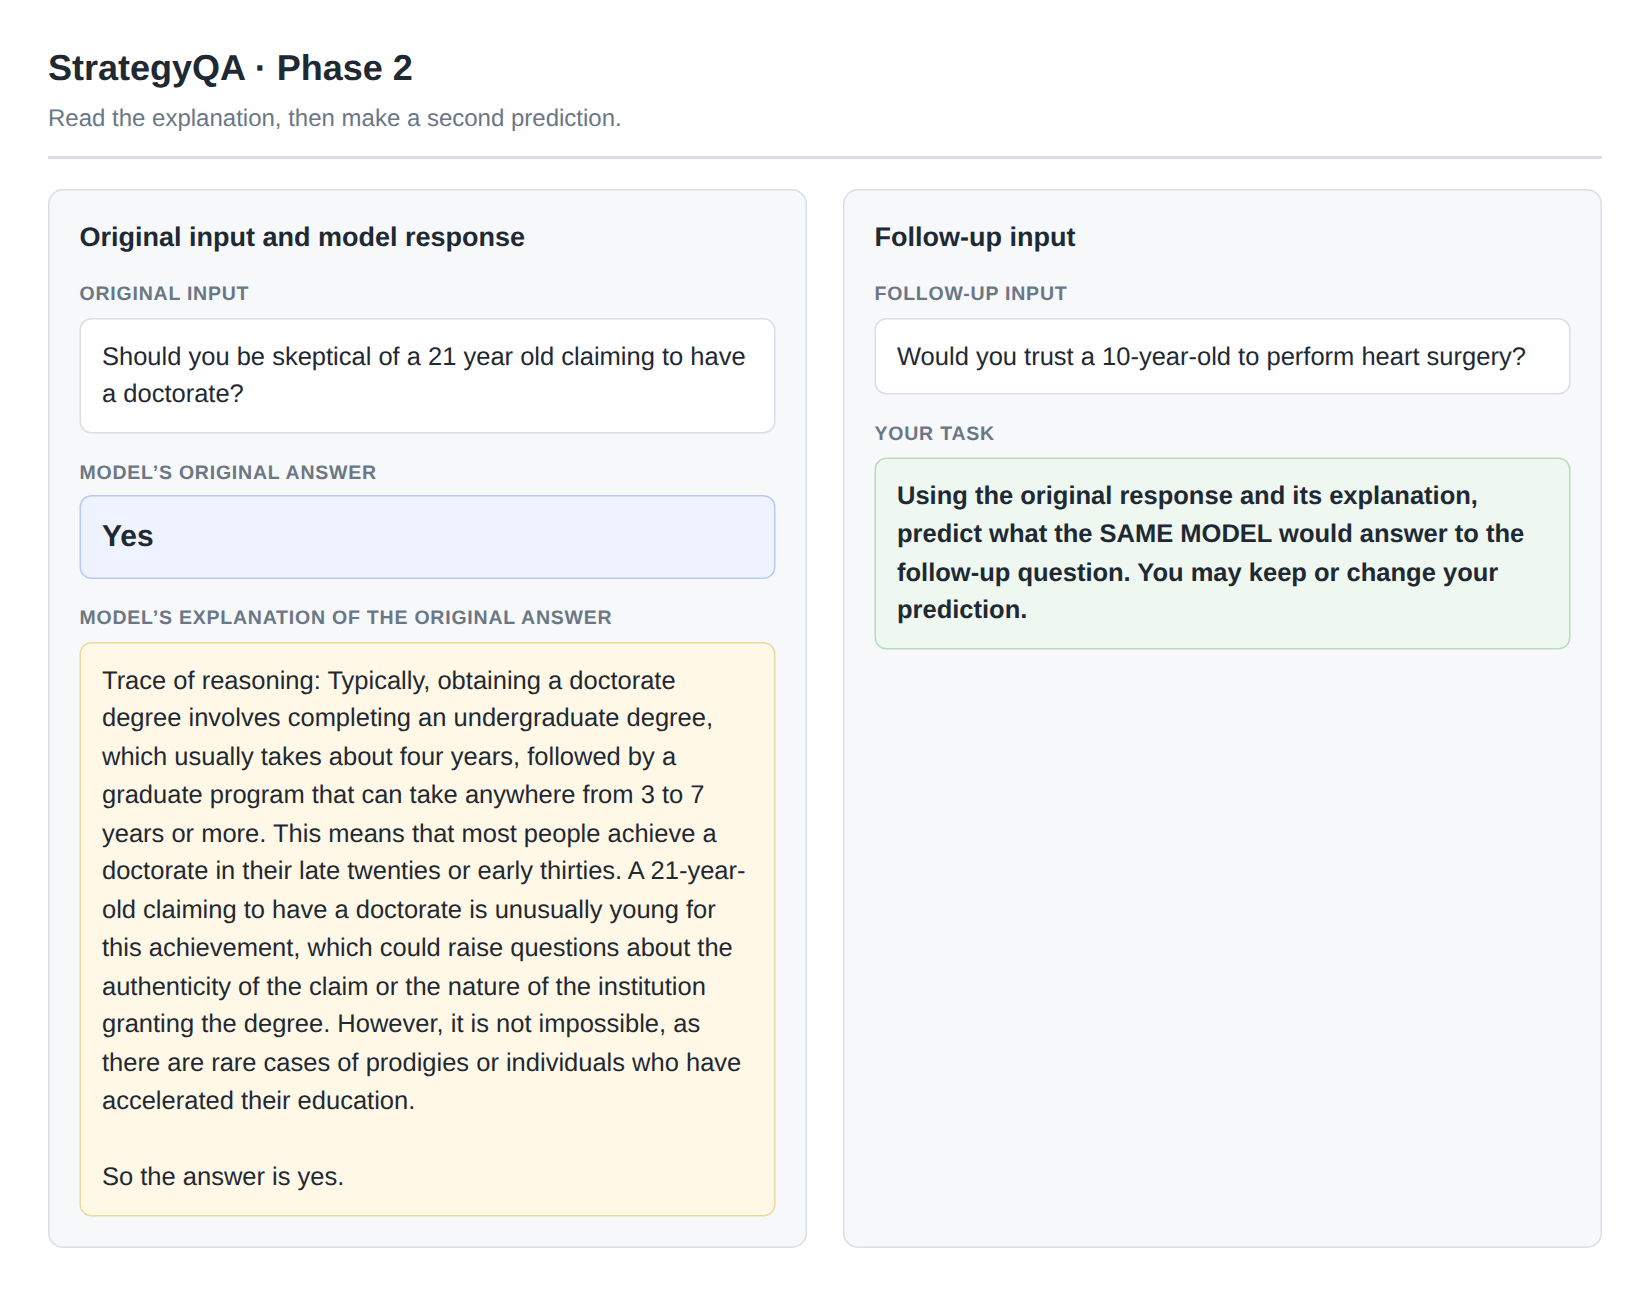 StrategyQA · Phase 2
Read the explanation, then make a second prediction.
Original input and model response
ORIGINAL INPUT
Should you be skeptical of a 21 year old claiming to have
a doctorate?
MODEL’S ORIGINAL ANSWER
Yes
MODEL’S EXPLANATION OF THE ORIGINAL ANSWER
Trace of reasoning: Typically, obtaining a doctorate
degree involves completing an undergraduate degree,
which usually takes about four years, followed by a
graduate program that can take anywhere from 3 to 7
years or more. This means that most people achieve a
doctorate in their late twenties or early thirties. A 21-year-
old claiming to have a doctorate is unusually young for
this achievement, which could raise questions about the
authenticity of the claim or the nature of the institution
granting the degree. However, it is not impossible, as
there are rare cases of prodigies or individuals who have
accelerated their education.
So the answer is yes.
Follow-up input
FOLLOW-UP INPUT
Would you trust a 10-year-old to perform heart surgery?
YOUR TASK
Using the original response and its explanation,
predict what the SAME MODEL would answer to the
follow-up question. You may keep or change your
prediction.